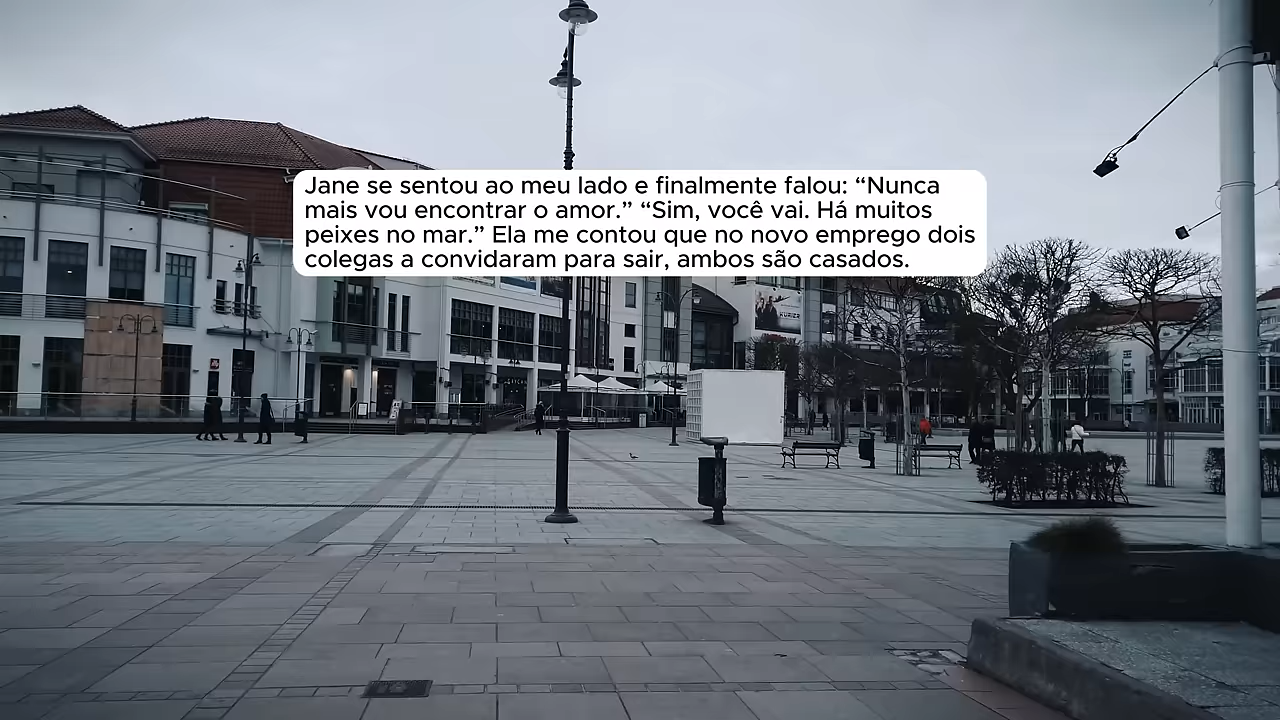 Jane se sentou ao meu lado e finalmente falou: “Nunca
mais vou encontrar o amor.” “Sim, você vai. Há muitos
peixes no mar.” Ela me contou que no novo emprego dois
colegas a convidaram para sair, ambos são casados.
KURIER